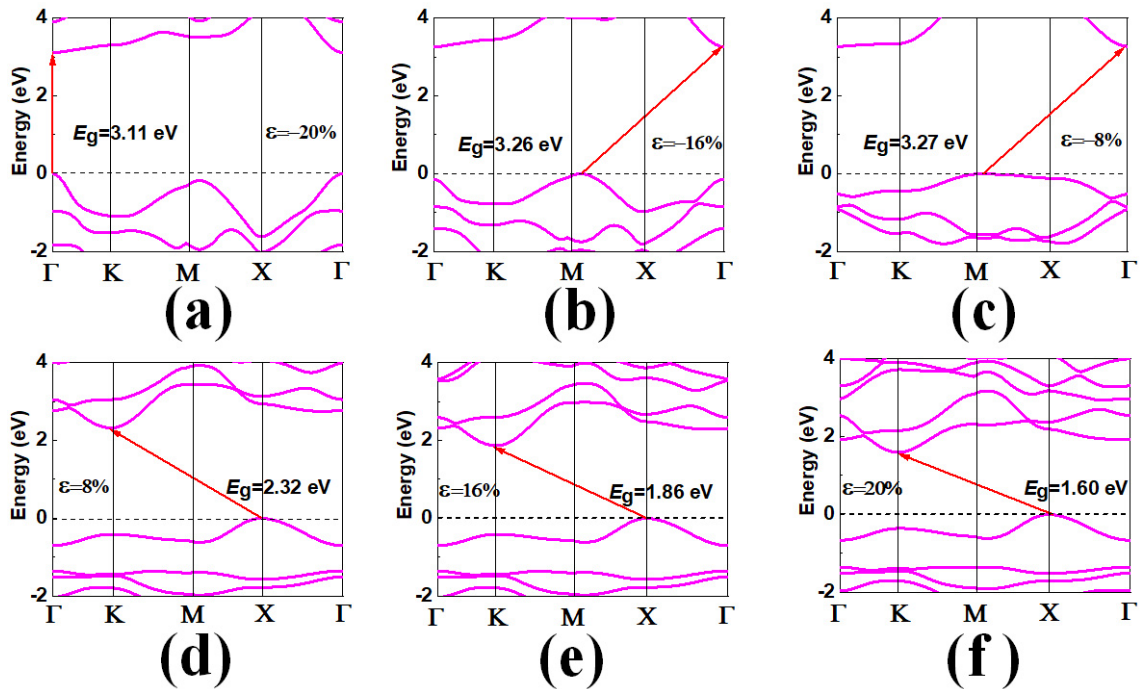 4
2
0
-2
Energy (eV)
Eg=3.11 eV
ε=−20%
Γ K M X Γ
(a)
4
2
0
-2
Energy (eV)
Eg=3.26 eV
ε=−16%
Γ K M X Γ
(b)
4
2
0
-2
Energy (eV)
Eg=3.27 eV
ε=−8%
Γ K M X Γ
(c)
4
2
0
-2
Energy (eV)
ε=8%
Eg=2.32 eV
Γ K M X Γ
(d)
4
2
0
-2
Energy (eV)
ε=16%
Eg=1.86 eV
Γ K M X Γ
(e)
4
2
0
-2
Energy (eV)
ε=20%
Eg=1.60 eV
Γ K M X Γ
(f)